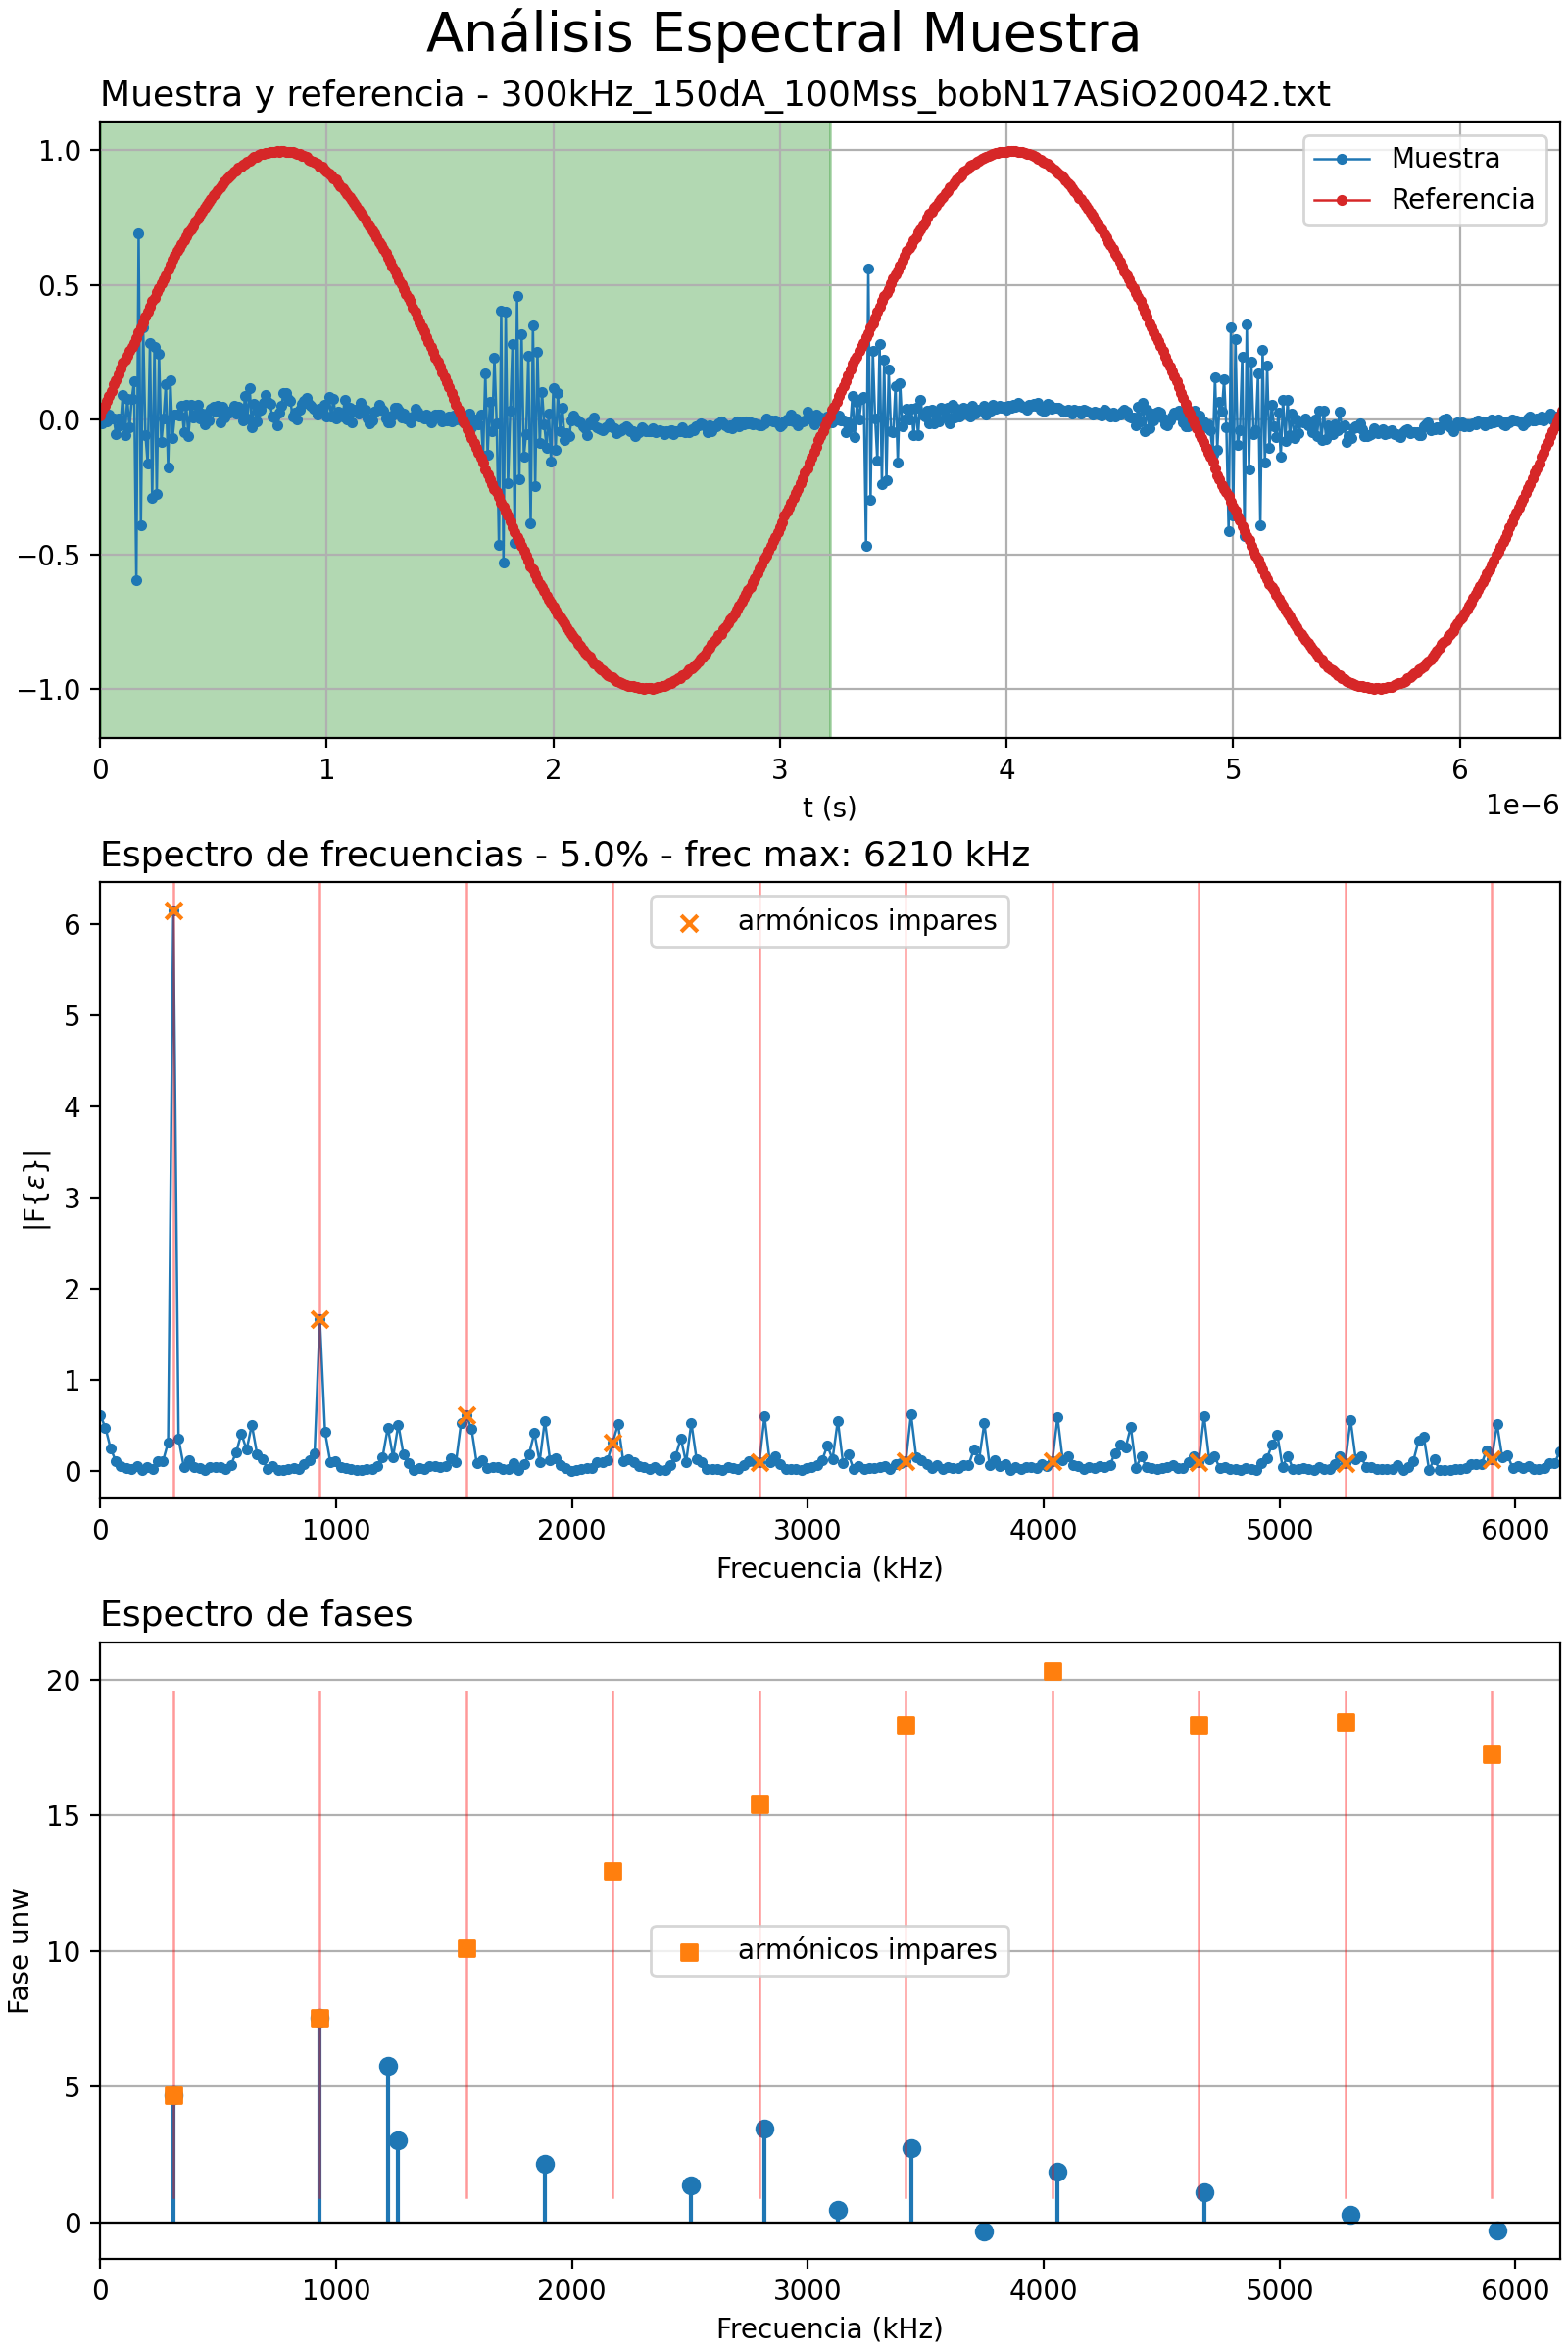 Análisis Espectral Muestra
Muestra y referencia - 300kHz_150dA_100Mss_bobN17ASiO20042.txt
Muestra
Referencia
1.0
0.5
0.0
−0.5
−1.0
0 1 2 3 4 5 6
t (s)
1e−6
Espectro de frecuencias - 5.0% - frec max: 6210 kHz
armónicos impares
|F{ε}|
6
5
4
3
2
1
0
0 1000 2000 3000 4000 5000 6000
Frecuencia (kHz)
Espectro de fases
armónicos impares
Fase unw
20
15
10
5
0
0 1000 2000 3000 4000 5000 6000
Frecuencia (kHz)